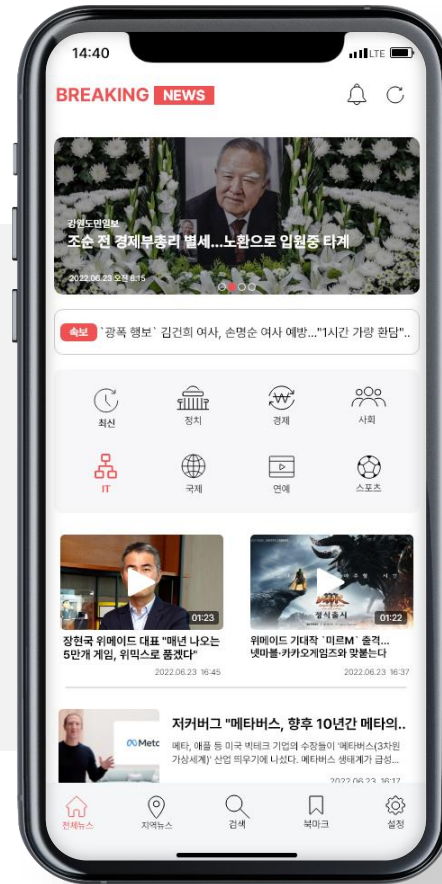 14:40
LTE
BREAKING NEWS
강원도민일보
조순 전 경제부총리 별세...노환으로 입원중 타계
2022.06.23 오전 6:15
속보 `광폭 행보` 김건희 여사, 손명순 여사 예방..."1시간 가량 환담"..
최신 정치 경제 사회
IT 국제 연예 스포츠
01:23
정식출시
01:22
장현국 위메이드 대표 "매년 나오는
5만개 게임, 위믹스로 품겠다"
2022.06.23 16:45
위메이드 기대작 `미르M` 출격...
넷마블·카카오게임즈와 맞붙는다
2022.06.23 16:37
저커버그 "메타버스, 향후 10년간 메타의..
메타, 애플 등 미국 빅테크 기업의 수장들이 '메타버스(3차원
가상세계)' 산업 띄우기에 나섰다. 메타버스 생태계가 급성...
2022.06.23 16:17
전체뉴스 지역뉴스 검색 북마크 설정